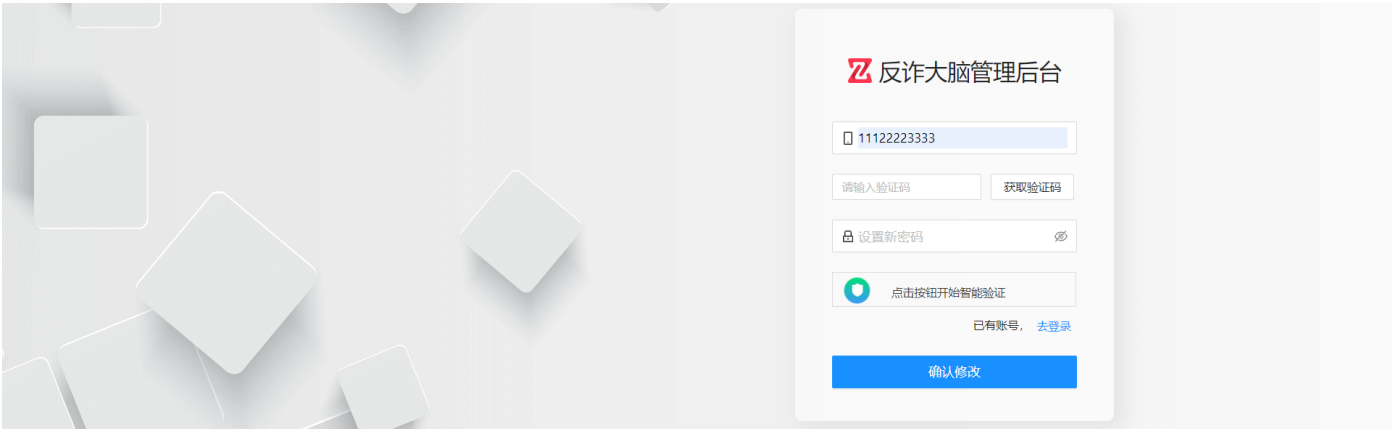 反诈大脑管理后台
11122223333
请输入验证码 获取验证码
设置新密码
点击按钮开始智能验证
已有账号， 去登录
确认修改